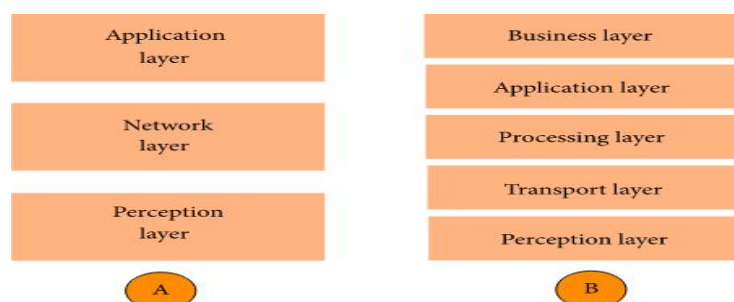 Application
layer
Network
layer
Perception
layer
A
Business layer
Application layer
Processing layer
Transport layer
Perception layer
B